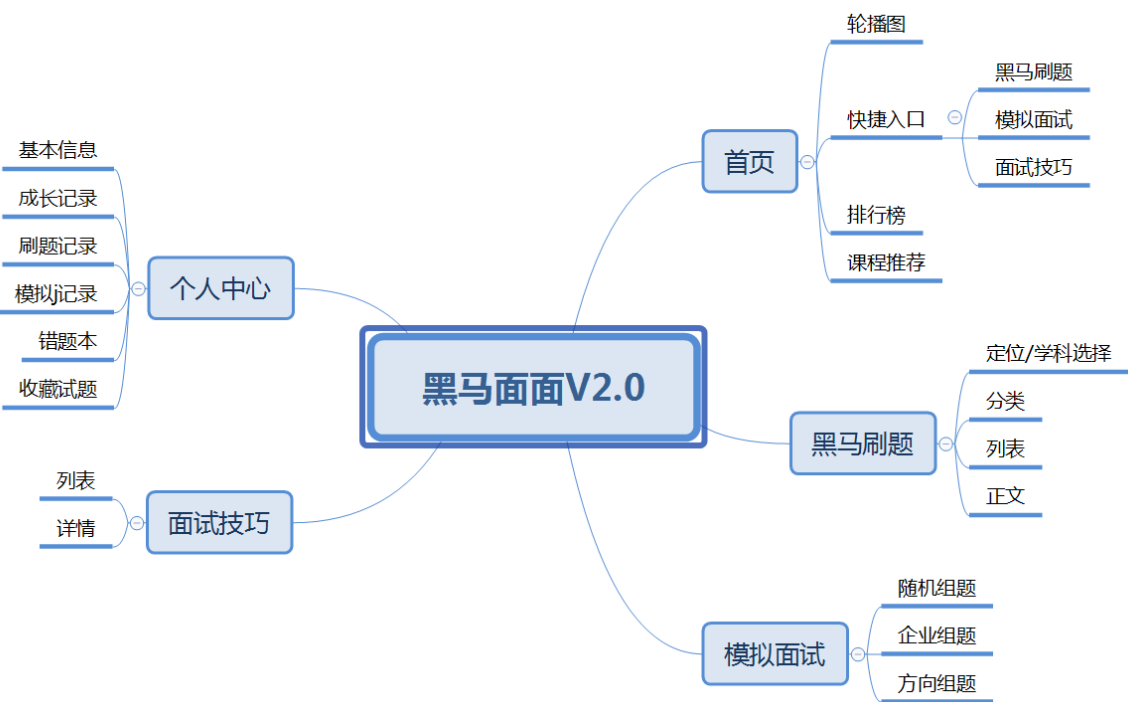 黑马面面V2.0
首页
轮播图
快捷入口
黑马刷题
模拟面试
面试技巧
排行榜
课程推荐
黑马刷题
定位/学科选择
分类
列表
正文
模拟面试
随机组题
企业组题
方向组题
个人中心
基本信息
成长记录
刷题记录
模拟j记录
错题本
收藏试题
面试技巧
列表
详情